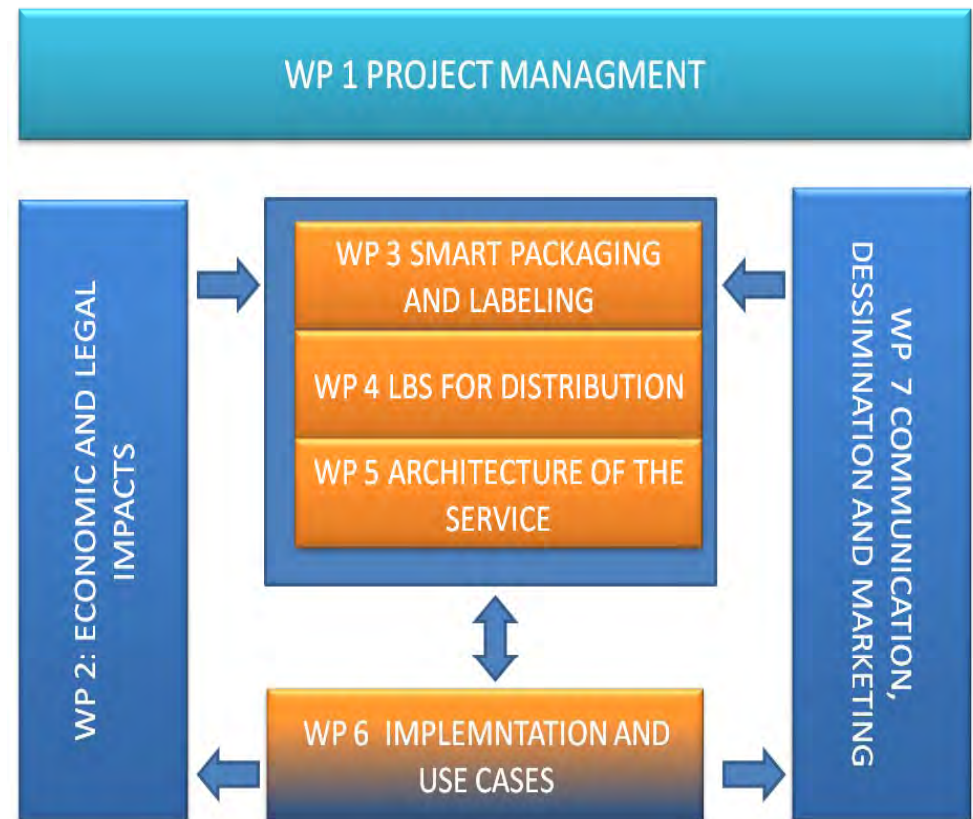 WP 1 PROJECT MANAGMENT
WP 2: ECONOMIC AND LEGAL
IMPACTS
WP 3 SMART PACKAGING
AND LABELING
WP 4 LBS FOR DISTRIBUTION
WP 5 ARCHITECTURE OF THE
SERVICE
WP 6 IMPLEMNTATION AND
USE CASES
WP 7 COMMUNICATION,
DESSIMINATION AND MARKETING